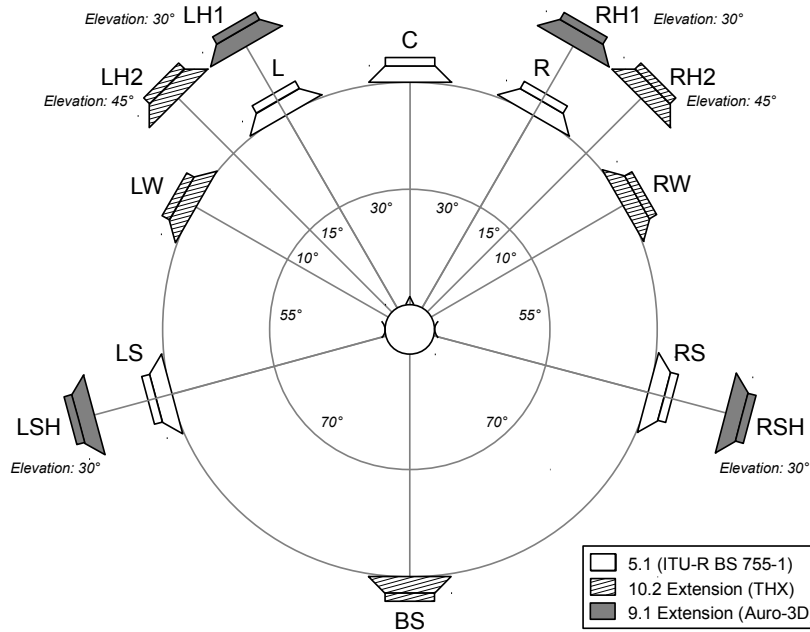 LH1
RH1
Elevation: 30°
Elevation: 30°
C
LH2
L
R
RH2
Elevation: 45°
Elevation: 45°
LW
RW
30°
30°
15°
15°
10°
10°
55°
55°
LS
RS
LSH
RSH
70°
70°
Elevation: 30°
Elevation: 30°
BS
5.1 (ITU-R BS 755-1)
10.2 Extension (THX)
9.1 Extension (Auro-3D